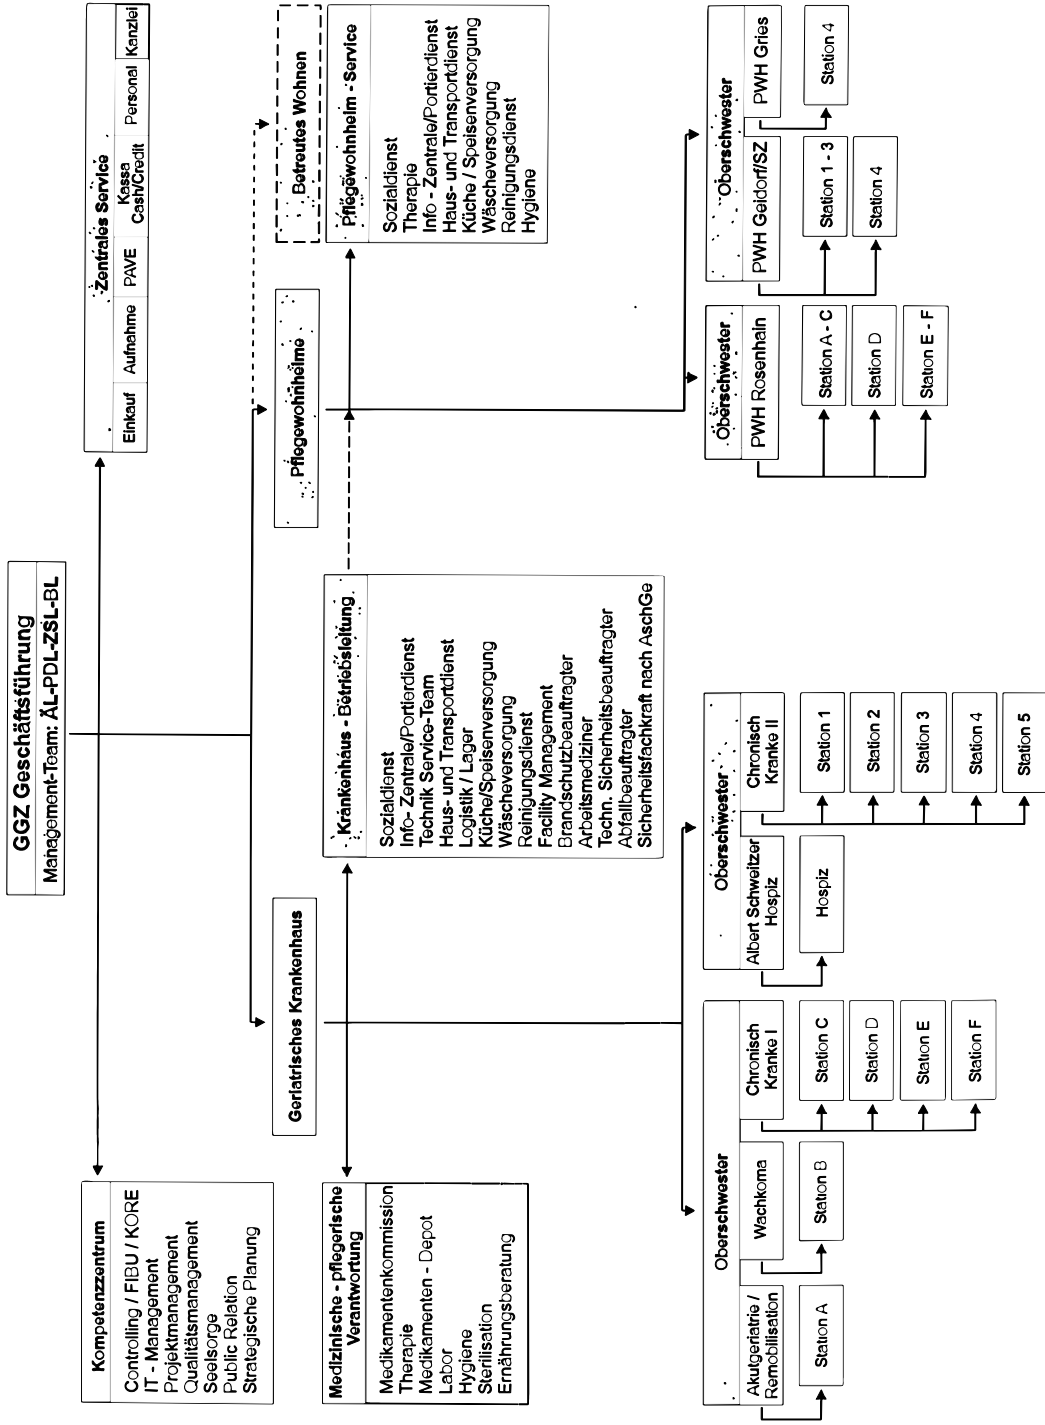 GGZ Geschäftsführung
Management-Team: ÄL-PDL-ZSL-BL
Kompetenzzentrum
Controlling / FIBU / KORE
IT - Management
Projektmanagement
Qualitätsmanagement
Seelsorge
Public Relation
Strategische Planung
Zentrales Service
Einkauf
Aufnahme
PAVE
Kassa
Cash/Credit
Personal
Kanzlei
Geriatrisches Krankenhaus
Pflegewohnheime
Betreutes Wohnen
Medizinische - pflegerische
Verantwortung
Medikamentenkommission
Therapie
Medikamenten - Depot
Labor
Hygiene
Sterilisation
Ernährungsberatung
Krankenhaus - Betriebsleitung
Sozialdienst
Info- Zentrale/Portierdienst
Technik Service-Team
Haus- und Transportdienst
Logistik / Lager
Küche/Speisenversorgung
Wäscheversorgung
Reinigungsdienst
Facility Management
Brandschutzbeauftragter
Arbeitsmediziner
Techn. Sicherheitsbeauftragter
Abfallbeauftragter
Sicherheitsfachkraft nach AschGe
Pflegewohnheim - Service
Sozialdienst
Therapie
Info - Zentrale/Portierdienst
Haus- und Transportdienst
Küche / Speisenversorgung
Wäscheversorgung
Reinigungsdienst
Hygiene
Oberschwester
Akutgeriatrie /
Remobilisation
Station A
Wachkoma
Station B
Chronisch
Kranke I
Station C
Station D
Station E
Station F
Oberschwester
Albert Schweitzer
Hospiz
Hospiz
Chronisch
Kranke II
Station 1
Station 2
Station 3
Station 4
Station 5
Oberschwester
PWH Rosenhain
Station A - C
Station D
Station E - F
Oberschwester
PWH Geidorf/SZ
Station 1 - 3
Station 4
PWH Gries
Station 4